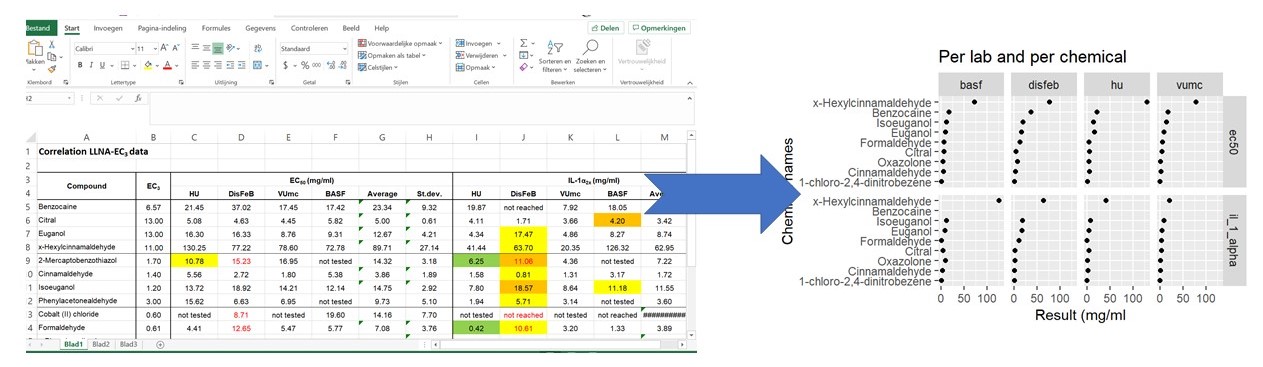 Bestand Start Invoegen Pagina-indeling Formules Gegevens Controleren Beeld Help Delen Opmerkingen
Plakken
Calibri 11 A A
B I U A
Standaard
% 000
Voorwaardelijke opmaak
Opmaken als tabel
Celstijlen
Invoegen
Verwijderen
Opmaak
Sorteren en filteren
Zoeken en selecteren
Vertrouwelijkheid
Klembord Lettertype Uitlijning Getal Stijlen Cellen Bewerken Vertrouwelijkheid
fx
A B C D E F G H I J K L M
1 Correlation LLNA-EC3 data
2
3 Compound EC3 EC50 (mg/ml) IL-1α2x (mg/ml)
4 HU DisFeB VUmc BASF Average St.dev. HU DisFeB VUmc BASF
5 Benzocaine 6.57 21.45 37.02 17.45 17.42 23.34 9.32 19.87 not reached 7.92 18.05
6 Citral 13.00 5.08 4.63 4.45 5.82 5.00 0.61 4.11 1.71 3.66 4.20 3.42
7 Euganol 13.00 16.30 16.33 8.76 9.31 12.67 4.21 4.34 17.47 4.86 8.27 8.74
8 x-Hexylcinnamaldehyde 11.00 130.25 77.22 78.60 72.78 89.71 27.14 41.44 63.70 20.35 126.32 62.95
9 2-Mercaptobenzothiazol 1.70 10.78 15.23 16.95 not tested 14.32 3.18 6.25 11.06 4.36 not tested 7.22
0 Cinnamaldehyde 1.40 5.56 2.72 1.80 5.38 3.86 1.89 1.58 0.81 1.31 3.17 1.72
1 Isoeuganol 1.20 13.72 18.92 14.21 12.14 14.75 2.92 7.80 18.57 8.64 11.18 11.55
2 Phenylacetonealdehyde 3.00 15.62 6.63 6.95 not tested 9.73 5.10 1.94 5.71 3.14 not tested 3.60
3 Cobalt (II) chloride 0.60 not tested 8.71 not tested 19.60 14.16 7.70 not tested not reached not tested not reached ##########
4 Formaldehyde 0.61 4.41 12.65 5.47 5.77 7.08 3.76 0.42 10.61 3.20 1.33 3.89
Blad1 Blad2 Blad3
Per lab and per chemical
basf disfeb hu vumc
x-Hexylcinnamaldehyde
Benzocaine
Isoeuganol
Euganol
Formaldehyde
Citral
Oxazolone
Cinnamaldehyde
1-chloro-2,4-dinitrobezene
ec50
x-Hexylcinnamaldehyde
Benzocaine
Isoeuganol
Euganol
Formaldehyde
Citral
Oxazolone
Cinnamaldehyde
1-chloro-2,4-dinitrobezene
il_1_alpha
0 50 100 0 50 100 0 50 100 0 50 100
Result (mg/ml
names